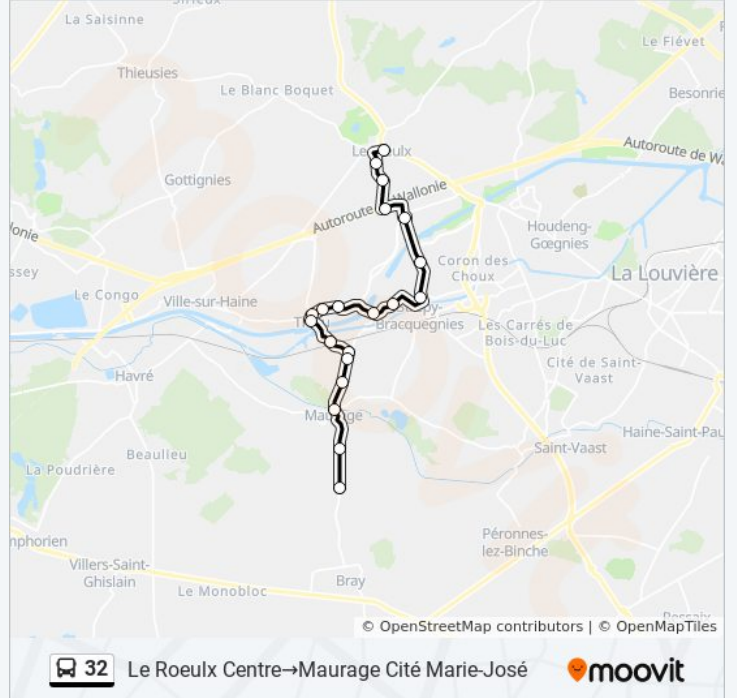 La Saisinne
Le Fiévet
Thieusies
Le Blanc Boquet
Besonrie
Autoroute de Wa
Gottignies
Autoroute
Wallonie
Houdeng-
Gœgnies
lonie
ssey
Coron des
Choux
La Louvière
Le Congo
Ville-sur-Haine
Bracquegnies
Les Carrés de
Bois-du-Luc
Cité de Saint-
Vaast
Havré
Beaulieu
Haine-Saint-Pau
La Poudrière
Saint-Vaast
mphorien
Péronnes-
lez-Binche
Villers-Saint-
Ghislain
Bray
Le Monobloc
© OpenStreetMap contributors | © OpenMapTiles
32 Le Roeulx Centre→Maurage Cité Marie-José
moovit